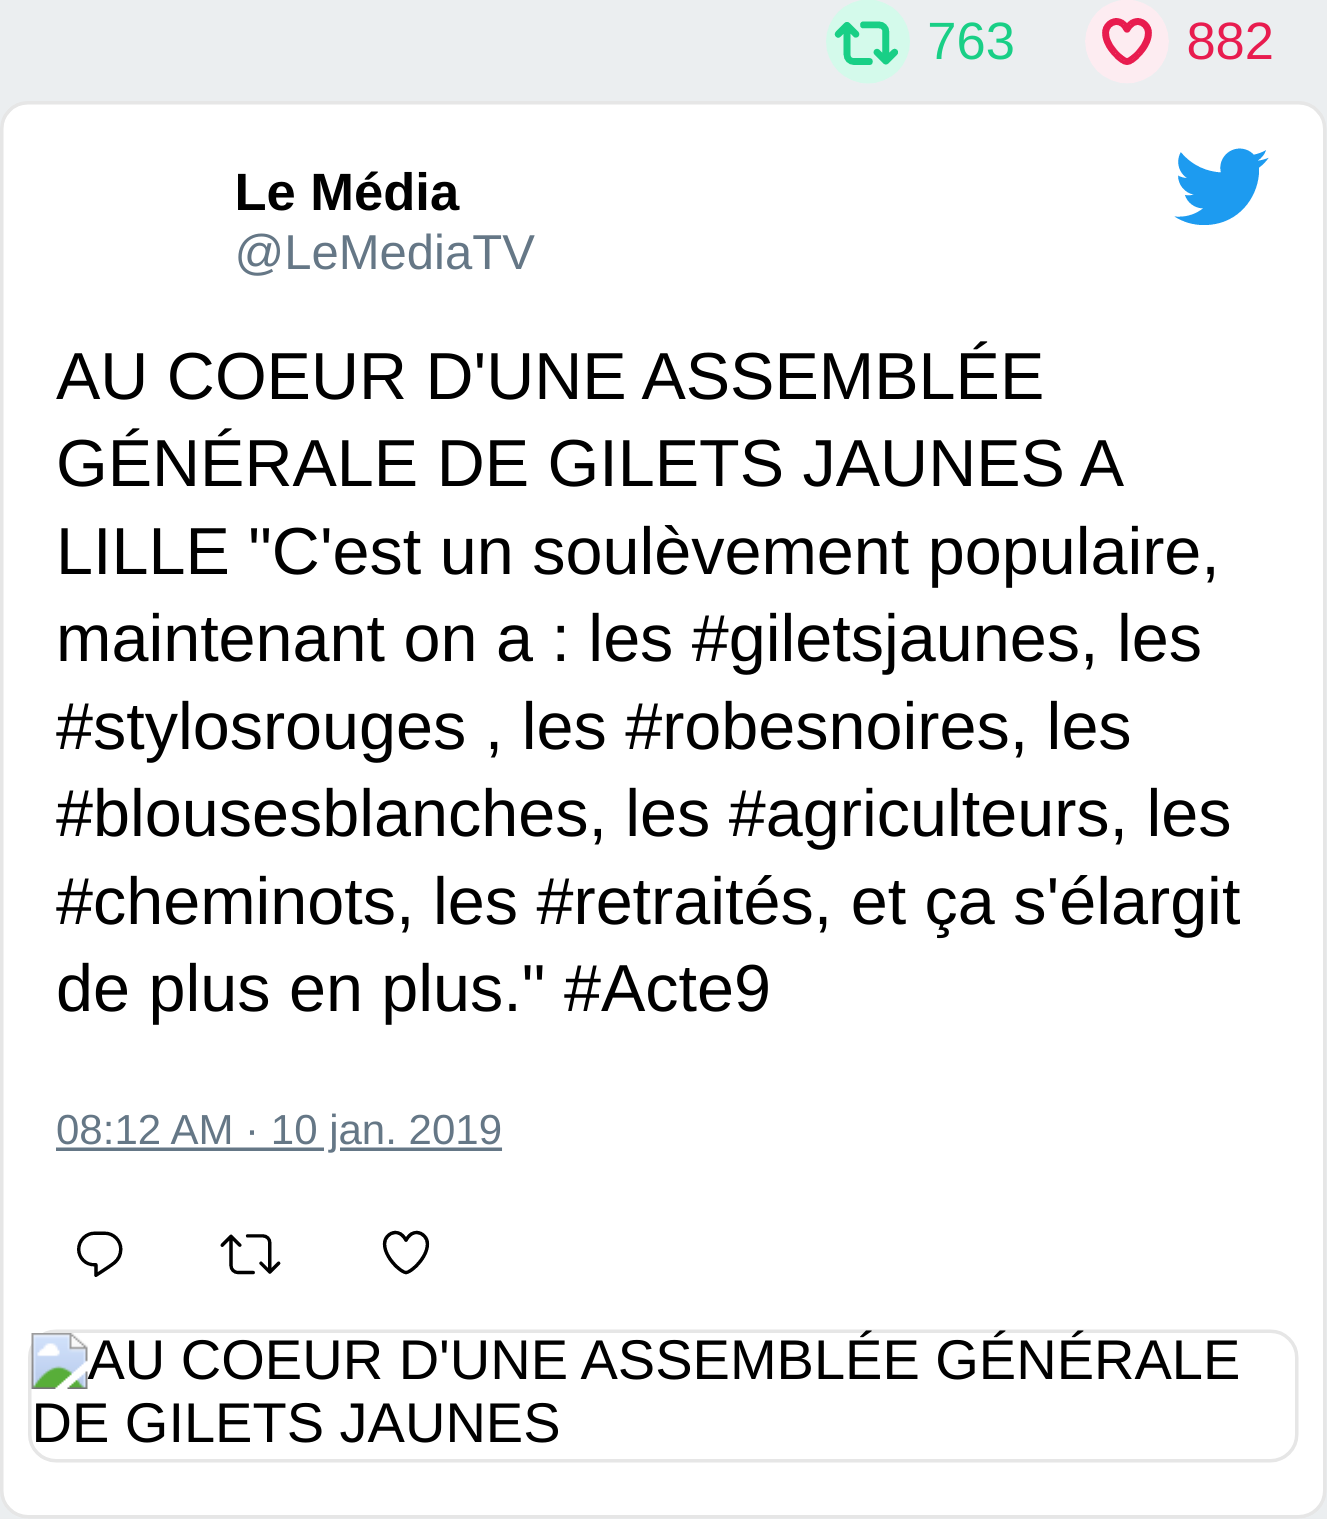 763 882
Le Média
@LeMediaTV
AU COEUR D'UNE ASSEMBLÉE
GÉNÉRALE DE GILETS JAUNES A
LILLE "C'est un soulèvement populaire,
maintenant on a : les #giletsjaunes, les
#stylosrouges , les #robesnoires, les
#blousesblanches, les #agriculteurs, les
#cheminots, les #retraités, et ça s'élargit
de plus en plus." #Acte9
08:12 AM · 10 jan. 2019
AU COEUR D'UNE ASSEMBLÉE GÉNÉRALE
DE GILETS JAUNES